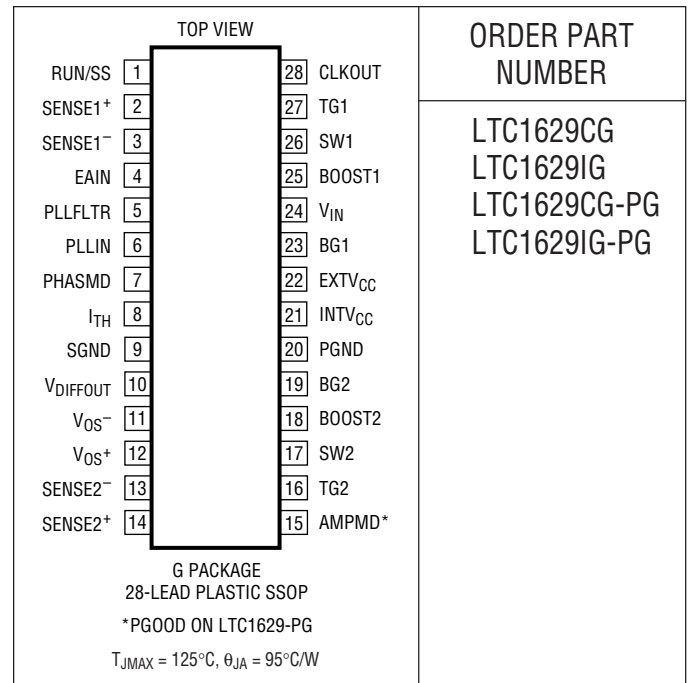 TOP VIEW
RUN/SS 1
SENSE1+ 2
SENSE1– 3
EAIN 4
PLLFLTR 5
PLLIN 6
PHASMD 7
ITH 8
SGND 9
VDIFFOUT 10
VOS– 11
VOS+ 12
SENSE2– 13
SENSE2+ 14
28 CLKOUT
27 TG1
26 SW1
25 BOOST1
24 VIN
23 BG1
22 EXTVCC
21 INTVCC
20 PGND
19 BG2
18 BOOST2
17 SW2
16 TG2
15 AMPMD*
G PACKAGE
28-LEAD PLASTIC SSOP
*PGOOD ON LTC1629-PG
TJMAX = 125°C, θJA = 95°C/W
ORDER PART
NUMBER
LTC1629CG
LTC1629IG
LTC1629CG-PG
LTC1629IG-PG